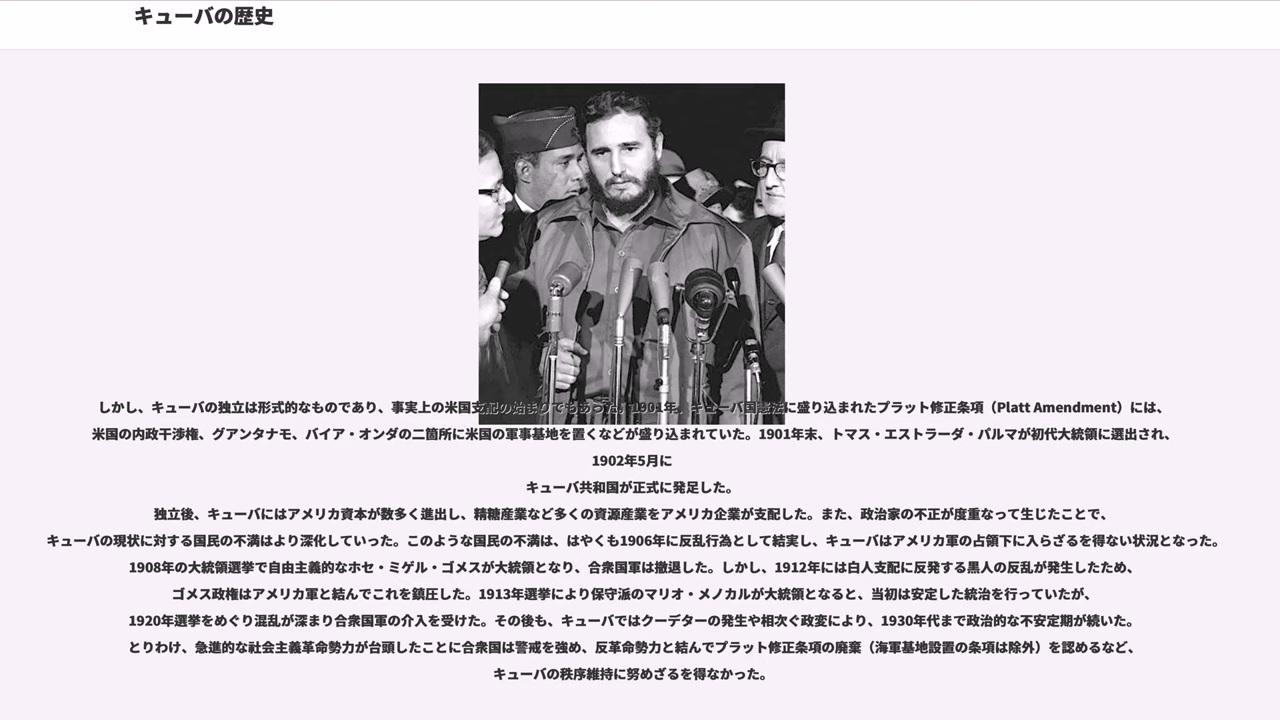 キューバの歴史
しかし、キューバの独立は形式的なものであり、事実上の米国支配の始まりでもあった。1901年、キューバ国憲法に盛り込まれたプラット修正条項（Platt Amendment）には、
米国の内政干渉権、グアンタナモ、バイア・オンダの二箇所に米国の軍事基地を置くなどが盛り込まれていた。1901年末、トマス・エストラーダ・パルマが初代大統領に選出され、
1902年5月に
キューバ共和国が正式に発足した。
独立後、キューバにはアメリカ資本が数多く進出し、精糖産業など多くの資源産業をアメリカ企業が支配した。また、政治家の不正が度重なって生じたことで、
キューバの現状に対する国民の不満はより深化していった。このような国民の不満は、はやくも1906年に反乱行為として結実し、キューバはアメリカ軍の占領下に入らざるを得ない状況となった。
1908年の大統領選挙で自由主義的なホセ・ミゲル・ゴメスが大統領となり、合衆国軍は撤退した。しかし、1912年には白人支配に反発する黒人の反乱が発生したため、
ゴメス政権はアメリカ軍と結んでこれを鎮圧した。1913年選挙により保守派のマリオ・メノカルが大統領となると、当初は安定した統治を行っていたが、
1920年選挙をめぐり混乱が深まり合衆国軍の介入を受けた。その後も、キューバではクーデターの発生や相次ぐ政変により、1930年代まで政治的な不安定期が続いた。
とりわけ、急進的な社会主義革命勢力が台頭したことに合衆国は警戒を強め、反革命勢力と結んでプラット修正条項の廃棄（海軍基地設置の条項は除外）を認めるなど、
キューバの秩序維持に努めざるを得なかった。